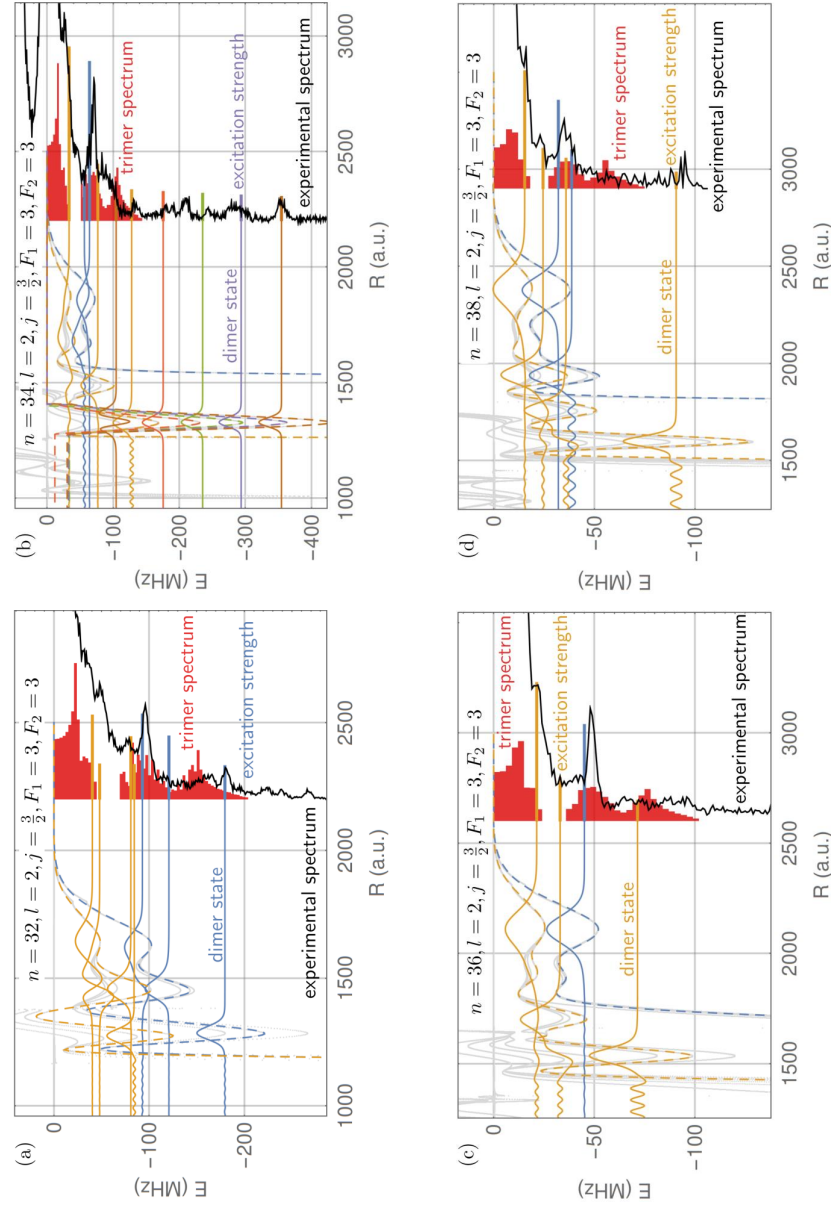 (a)
n = 32, l = 2, j = 3/2, F₁ = 3, F₂ = 3
0
−100
−200
E (MHz)
trimer spectrum
dimer state
excitation strength
experimental spectrum
1000 1500 2000 2500
R (a.u.)
(b)
n = 34, l = 2, j = 3/2, F₁ = 3, F₂ = 3
0
−100
−200
−300
−400
E (MHz)
trimer spectrum
dimer state
excitation strength
experimental spectrum
1000 1500 2000 2500 3000
R (a.u.)
(c)
n = 36, l = 2, j = 3/2, F₁ = 3, F₂ = 3
0
−50
−100
E (MHz)
trimer spectrum
excitation strength
dimer state
experimental spectrum
1500 2000 2500 3000
R (a.u.)
(d)
n = 38, l = 2, j = 3/2, F₁ = 3, F₂ = 3
0
−50
−100
E (MHz)
trimer spectrum
dimer state
excitation strength
experimental spectrum
1500 2000 2500 3000
R (a.u.)